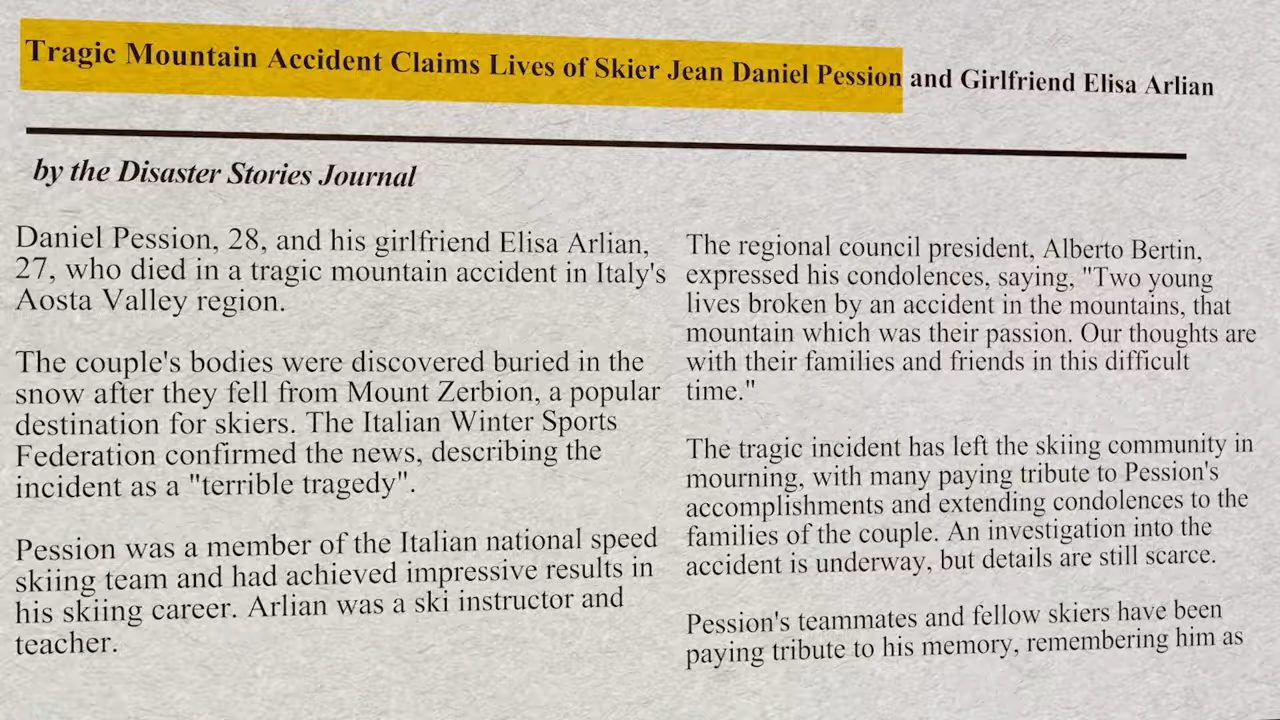 Tragic Mountain Accident Claims Lives of Skier Jean Daniel Pession and Girlfriend Elisa Arlian
by the Disaster Stories Journal
Daniel Pession, 28, and his girlfriend Elisa Arlian,
27, who died in a tragic mountain accident in Italy's
Aosta Valley region.
The couple's bodies were discovered buried in the
snow after they fell from Mount Zerbion, a popular
destination for skiers. The Italian Winter Sports
Federation confirmed the news, describing the
incident as a "terrible tragedy".
Pession was a member of the Italian national speed
skiing team and had achieved impressive results in
his skiing career. Arlian was a ski instructor and
teacher.
The regional council president, Alberto Bertin,
expressed his condolences, saying, "Two young
lives broken by an accident in the mountains, that
mountain which was their passion. Our thoughts are
with their families and friends in this difficult
time."
The tragic incident has left the skiing community in
mourning, with many paying tribute to Pession's
accomplishments and extending condolences to the
families of the couple. An investigation into the
accident is underway, but details are still scarce.
Pession's teammates and fellow skiers have been
paying tribute to his memory, remembering him as